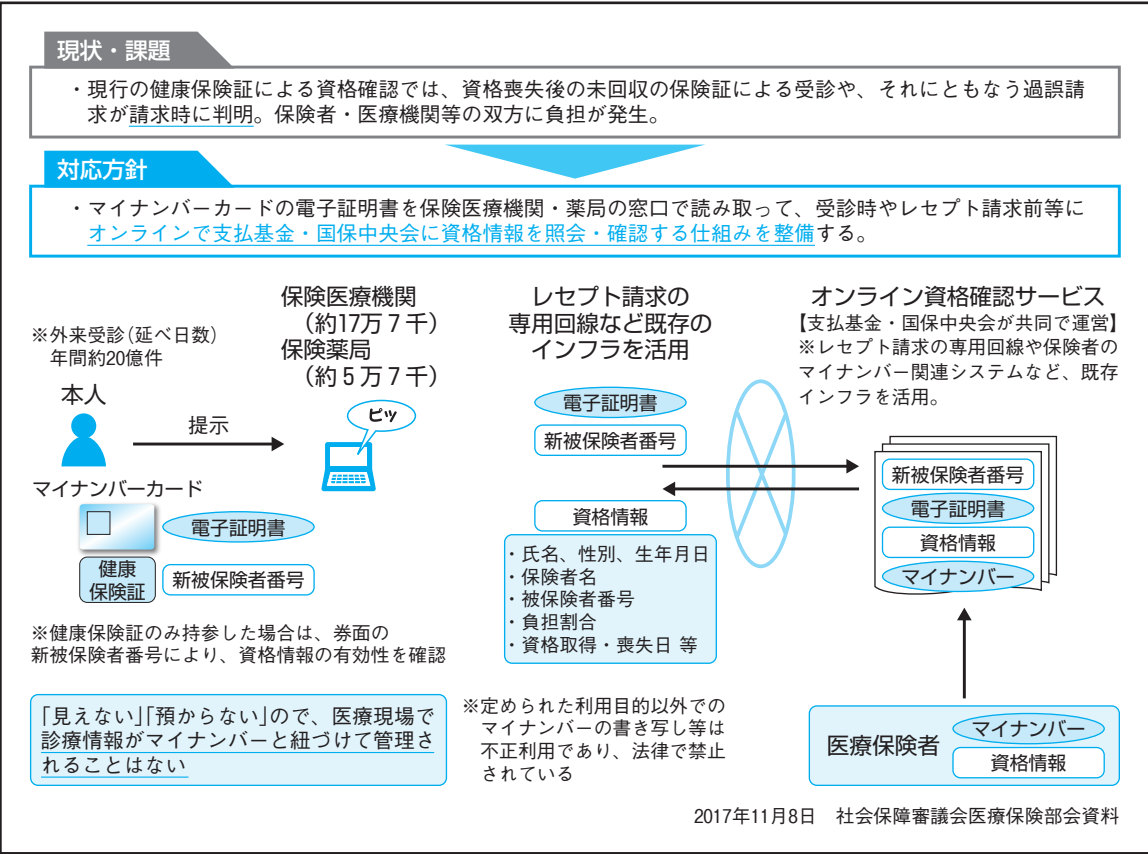 現状・課題
・現行の健康保険証による資格確認では、資格喪失後の未回収の保険証による受診や、それにともなう過誤請
求が請求時に判明。保険者・医療機関等の双方に負担が発生。
対応方針
・マイナンバーカードの電子証明書を保険医療機関・薬局の窓口で読み取って、受診時やレセプト請求前等に
オンラインで支払基金・国保中央会に資格情報を照会・確認する仕組みを整備する。
※外来受診(延べ日数)
年間約20億件
本人
提示
マイナンバーカード
電子証明書
健康
保険証
新被保険者番号
※健康保険証のみ持参した場合は、券面の
新被保険者番号により、資格情報の有効性を確認
保険医療機関
(約17万7千)
保険薬局
(約5万7千)
ピッ
レセプト請求の
専用回線など既存の
インフラを活用
電子証明書
新被保険者番号
資格情報
・氏名、性別、生年月日
・保険者名
・被保険者番号
・負担割合
・資格取得・喪失日 等
オンライン資格確認サービス
【支払基金・国保中央会が共同で運営】
※レセプト請求の専用回線や保険者の
マイナンバー関連システムなど、既存
インフラを活用。
新被保険者番号
電子証明書
資格情報
マイナンバー
「見えない」「預からない」ので、医療現場で
診療情報がマイナンバーと紐づけて管理さ
れることはない
※定められた利用目的以外での
マイナンバーの書き写し等は
不正利用であり、法律で禁止
されている
医療保険者
マイナンバー
資格情報
2017年11月8日 社会保障審議会医療保険部会資料